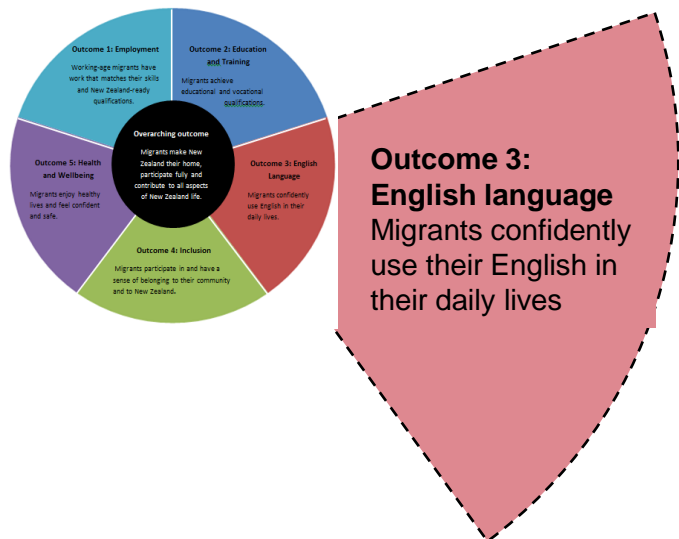 Outcome 1: Employment
Working-age migrants have
work that matches their skills
and New Zealand-ready
qualifications.
Outcome 2: Education
and Training
Migrants achieve
educational and vocational
qualifications.
Overarching outcome
Migrants make New
Zealand their home,
participate fully and
contribute to all aspects
of New Zealand life.
Outcome 3: English
Language
Migrants confidently
use English in their
daily lives.
Outcome 4: Inclusion
Migrants participate in and have a
sense of belonging to their community
and to New Zealand.
Outcome 5: Health
and Wellbeing
Migrants enjoy healthy
lives and feel confident
and safe.
Outcome 3:
English language
Migrants confidently
use their English in
their daily lives